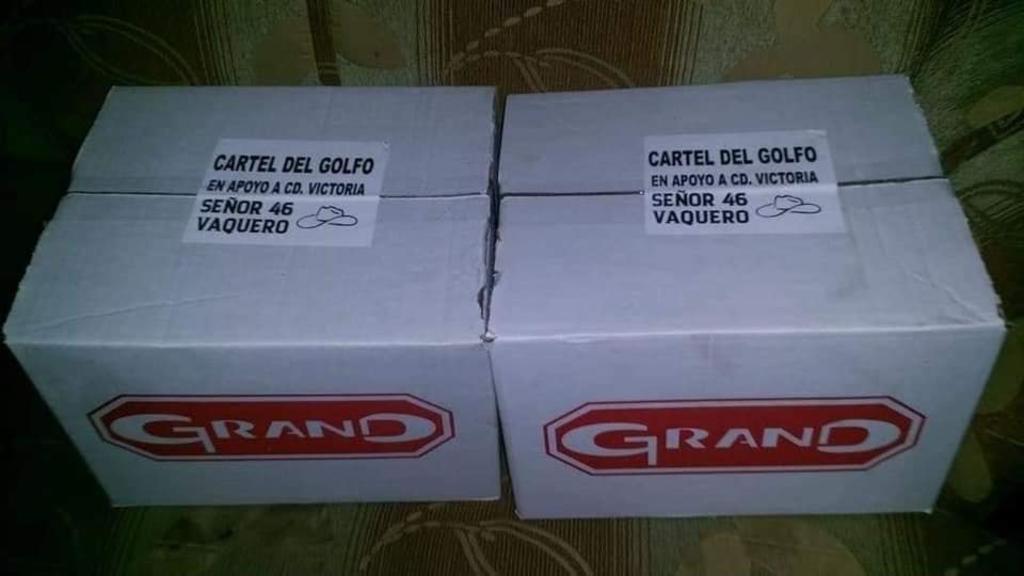 CARTEL DEL GOLFO
EN APOYO A CD. VICTORIA
SEÑOR 46
VAQUERO
CARTEL DEL GOLFO
EN APOYO A CD. VICTORIA
SEÑOR 46
VAQUERO
GRAND
GRAND